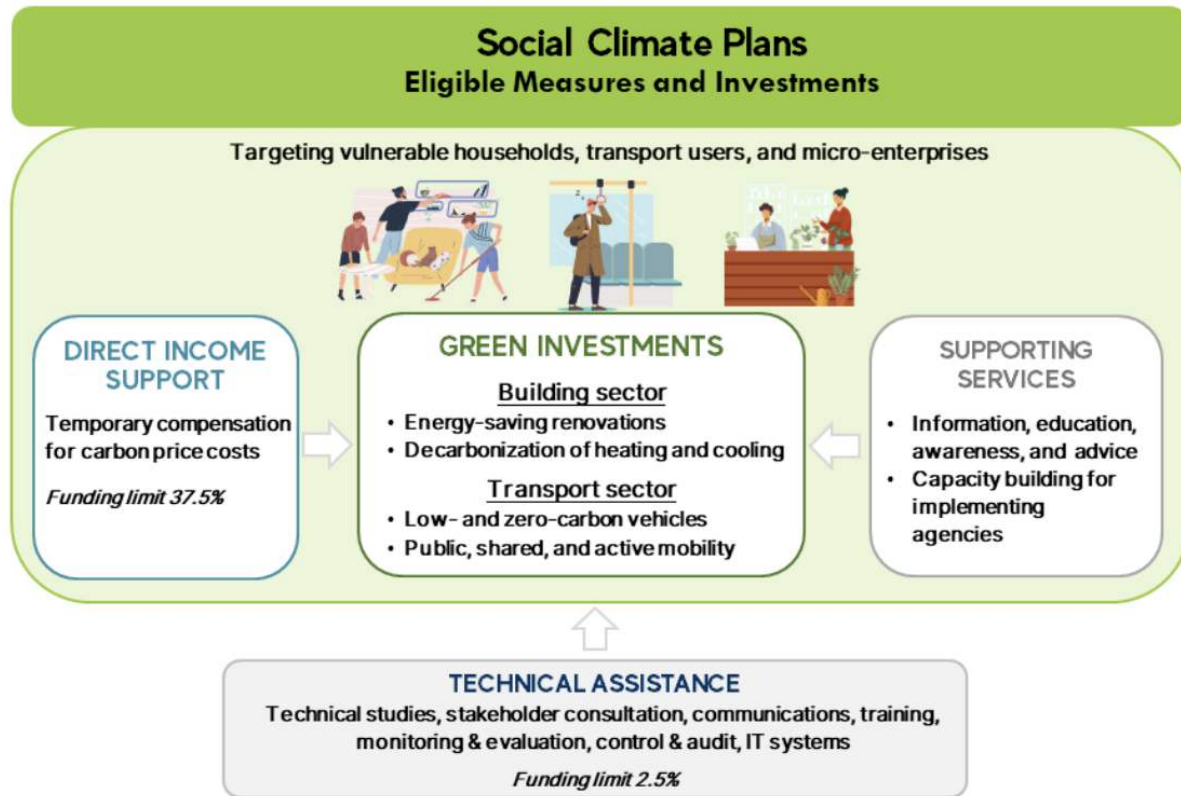 Social Climate Plans
Eligible Measures and Investments
Targeting vulnerable households, transport users, and micro-enterprises
DIRECT INCOME
SUPPORT
Temporary compensation
for carbon price costs
Funding limit 37.5%
GREEN INVESTMENTS
Building sector
• Energy-saving renovations
• Decarbonization of heating and cooling
Transport sector
• Low- and zero-carbon vehicles
• Public, shared, and active mobility
SUPPORTING
SERVICES
• Information, education,
awareness, and advice
• Capacity building for
implementing
agencies
TECHNICAL ASSISTANCE
Technical studies, stakeholder consultation, communications, training,
monitoring & evaluation, control & audit, IT systems
Funding limit 2.5%